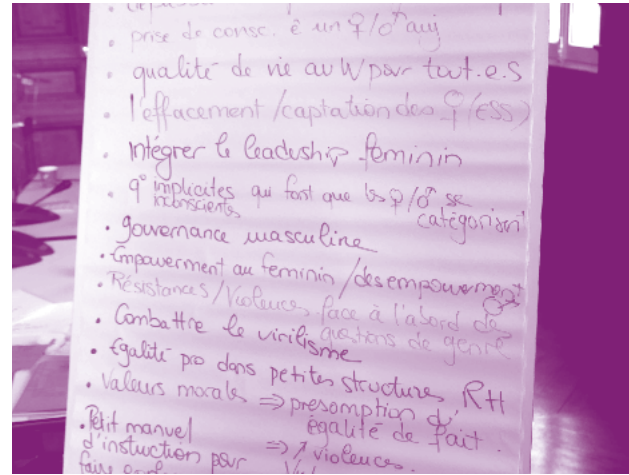 • prise de consc. ê un ♀/♂ auj
• qualité de vie au W pour tout.e.s
• l'effacement/captation des ♀ (ESS)
• intégrer le leadership féminin
• q° implicites qui font que les ♀/♂ se
inconscients catégorisent
• gouvernance masculine
• Empowerment au féminin / desempowerment ♂
• Résistances/Violences face à l'abord de
questions de genre
• Combattre le virilisme
• Égalité pro dans petites structures RH
• Valeurs morales ⇒ présomption d'
égalité de fait.
• Petit manuel ⇒ ↗ violences.
d'instuction pour
faire